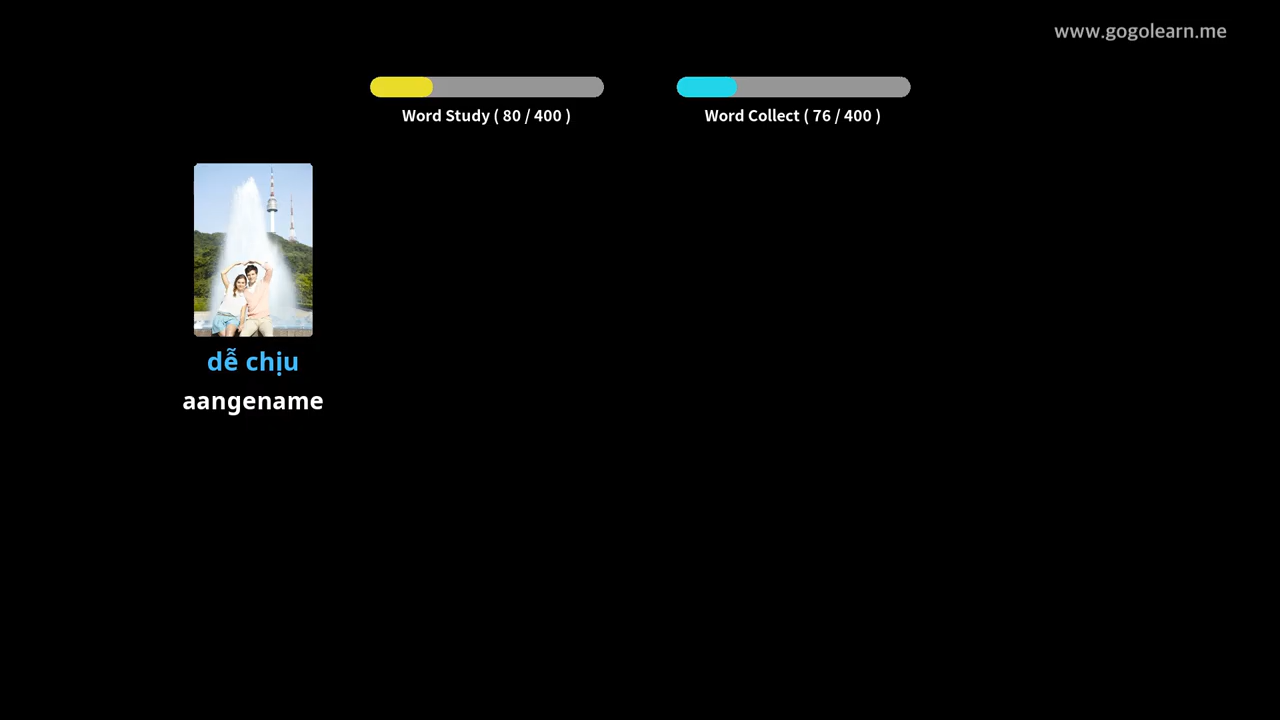 www.gogolearn.me
Word Study ( 80 / 400 )
Word Collect ( 76 / 400 )
dễ chịu
aangename